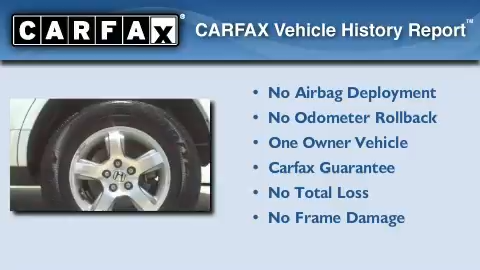 CARFAX®
CARFAX Vehicle History Report™
• No Airbag Deployment
• No Odometer Rollback
• One Owner Vehicle
• Carfax Guarantee
• No Total Loss
• No Frame Damage